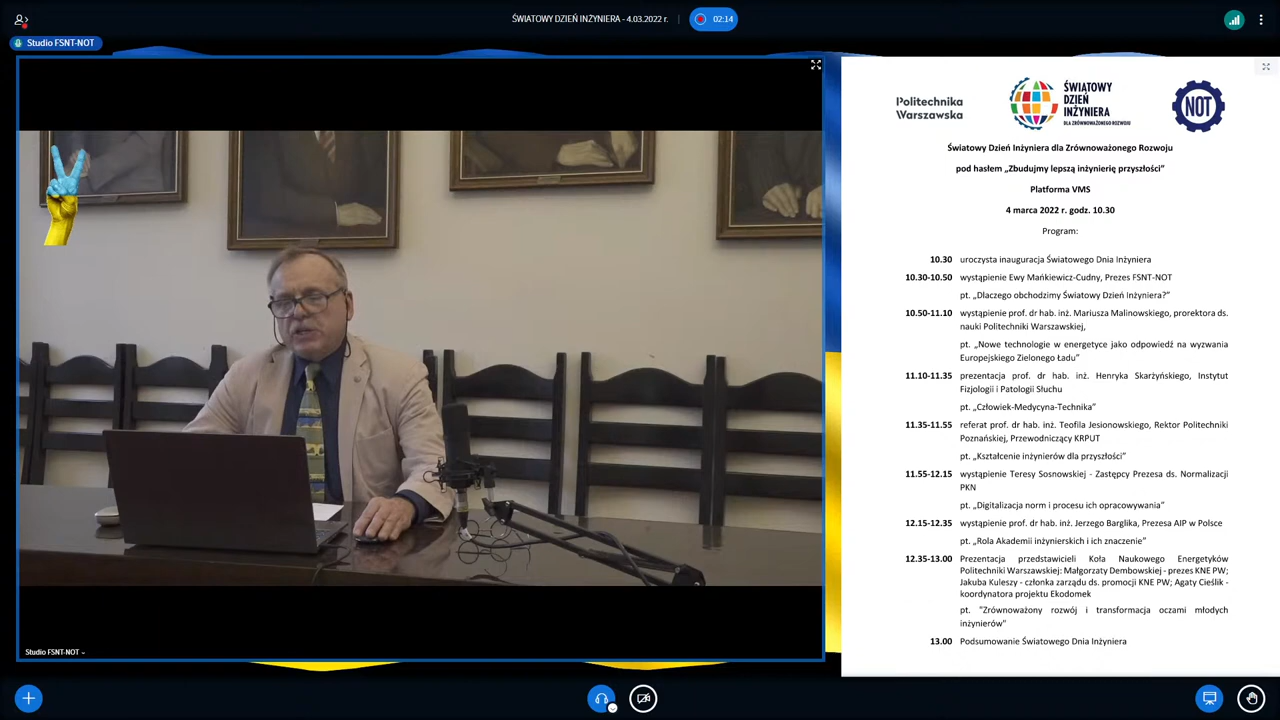 ŚWIATOWY DZIEŃ INŻYNIERA - 4.03.2022 r.
02:14
Studio FSNT-NOT
Studio FSNT-NOT
Politechnika
Warszawska
ŚWIATOWY
DZIEŃ
INŻYNIERA
DLA ZRÓWNOWAŻONEGO ROZWOJU
NOT
Światowy Dzień Inżyniera dla Zrównoważonego Rozwoju
pod hasłem „Zbudujmy lepszą inżynierię przyszłości”
Platforma VMS
4 marca 2022 r. godz. 10.30
Program:
10.30 uroczysta inauguracja Światowego Dnia Inżyniera
10.30-10.50 wystąpienie Ewy Mańkiewicz-Cudny, Prezes FSNT-NOT
pt. „Dlaczego obchodzimy Światowy Dzień Inżyniera?”
10.50-11.10 wystąpienie prof. dr hab. inż. Mariusza Malinowskiego, prorektora ds.
nauki Politechniki Warszawskiej,
pt. „Nowe technologie w energetyce jako odpowiedź na wyzwania
Europejskiego Zielonego Ładu”
11.10-11.35 prezentacja prof. dr hab. inż. Henryka Skarżyńskiego, Instytut
Fizjologii i Patologii Słuchu
pt. „Człowiek-Medycyna-Technika”
11.35-11.55 referat prof. dr hab. inż. Teofila Jesionowskiego, Rektor Politechniki
Poznańskiej, Przewodniczący KRPUT
pt. „Kształcenie inżynierów dla przyszłości”
11.55-12.15 wystąpienie Teresy Sosnowskiej - Zastępcy Prezesa ds. Normalizacji
PKN
pt. „Digitalizacja norm i procesu ich opracowywania”
12.15-12.35 wystąpienie prof. dr hab. inż. Jerzego Barglika, Prezesa AIP w Polsce
pt. „Rola Akademii inżynierskich i ich znaczenie”
12.35-13.00 Prezentacja przedstawicieli Koła Naukowego Energetyków
Politechniki Warszawskiej: Małgorzaty Dembowskiej - prezes KNE PW;
Jakuba Kuleszy - członka zarządu ds. promocji KNE PW; Agaty Cieślik -
koordynatora projektu Ekodomek
pt. "Zrównoważony rozwój i transformacja oczami młodych
inżynierów"
13.00 Podsumowanie Światowego Dnia Inżyniera